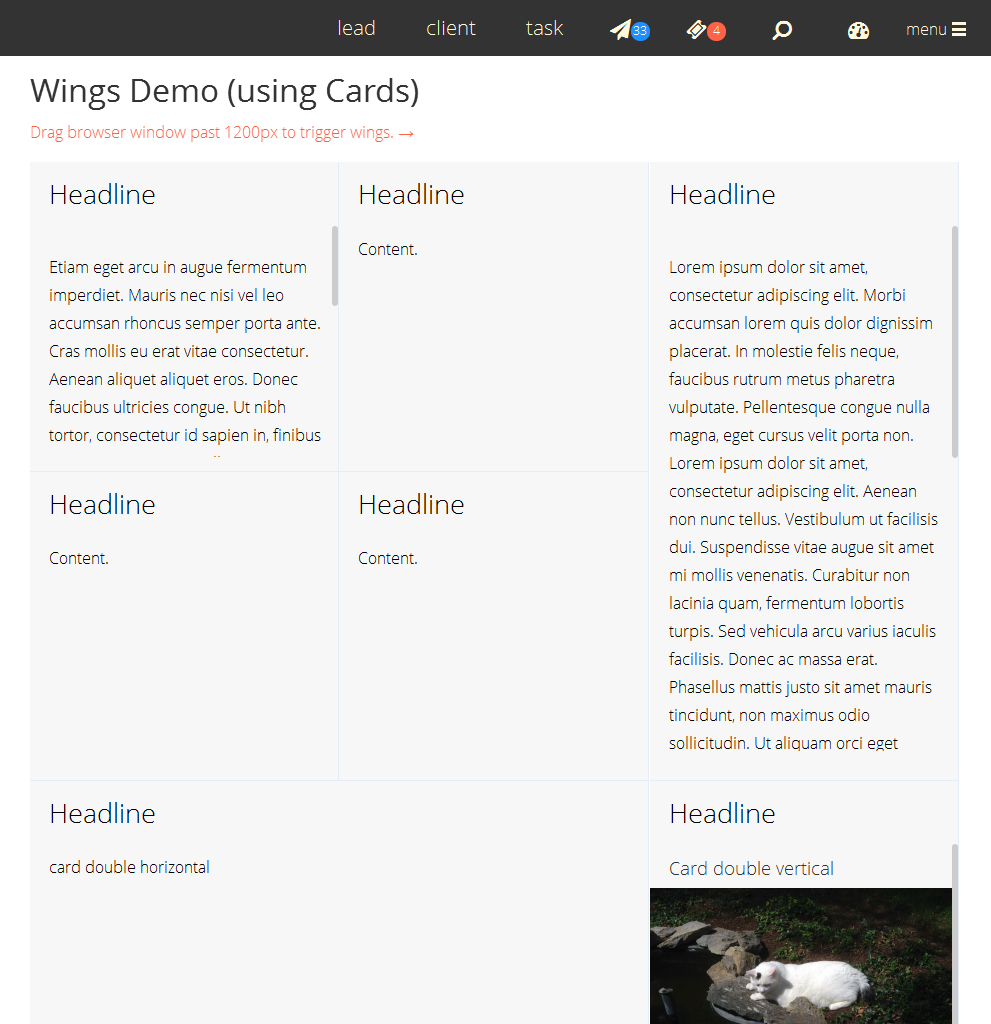 lead client task 33 4 menu
Wings Demo (using Cards)
Drag browser window past 1200px to trigger wings. →
Headline
Etiam eget arcu in augue fermentum
imperdiet. Mauris nec nisi vel leo
accumsan rhoncus semper porta ante.
Cras mollis eu erat vitae consectetur.
Aenean aliquet aliquet eros. Donec
faucibus ultricies congue. Ut nibh
tortor, consectetur id sapien in, finibus
Headline
Content.
Headline
Lorem ipsum dolor sit amet,
consectetur adipiscing elit. Morbi
accumsan lorem quis dolor dignissim
placerat. In molestie felis neque,
faucibus rutrum metus pharetra
vulputate. Pellentesque congue nulla
magna, eget cursus velit porta non.
Lorem ipsum dolor sit amet,
consectetur adipiscing elit. Aenean
non nunc tellus. Vestibulum ut facilisis
dui. Suspendisse vitae augue sit amet
mi mollis venenatis. Curabitur non
lacinia quam, fermentum lobortis
turpis. Sed vehicula arcu varius iaculis
facilisis. Donec ac massa erat.
Phasellus mattis justo sit amet mauris
tincidunt, non maximus odio
sollicitudin. Ut aliquam orci eget
Headline
Content.
Headline
Content.
Headline
card double horizontal
Headline
Card double vertical